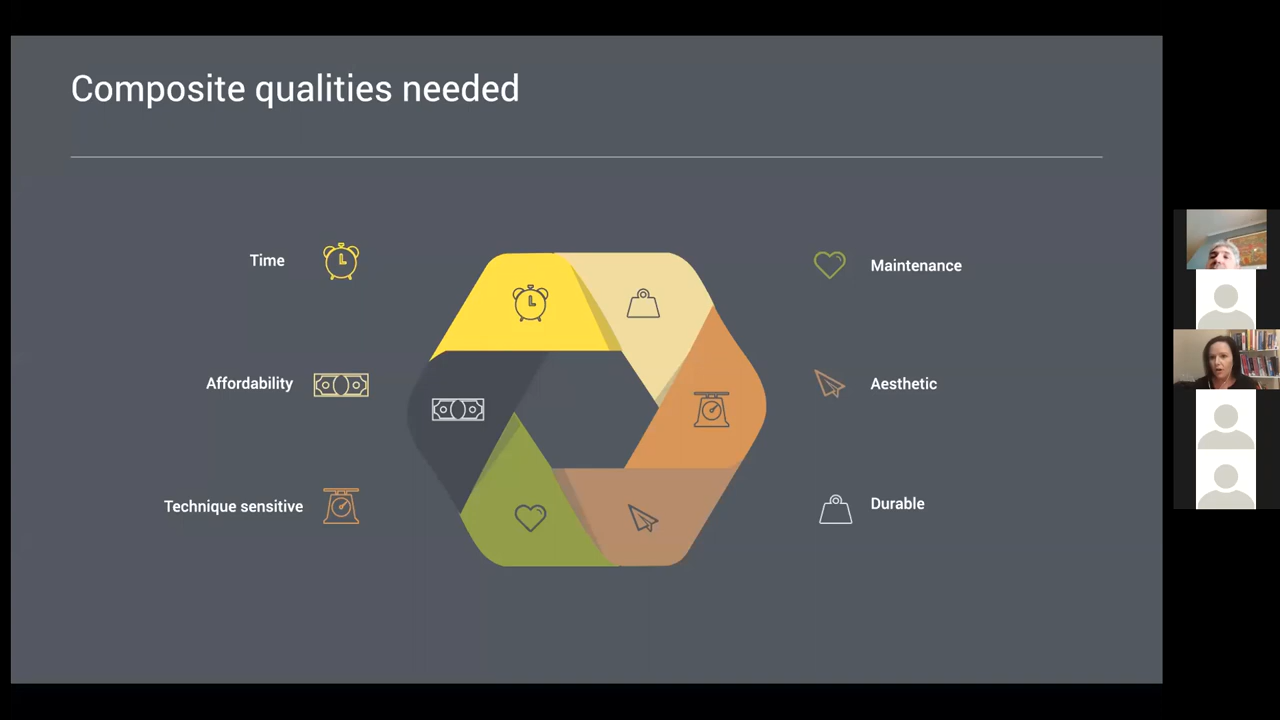 Composite qualities needed
Time
Maintenance
Affordability
Aesthetic
Technique sensitive
Durable